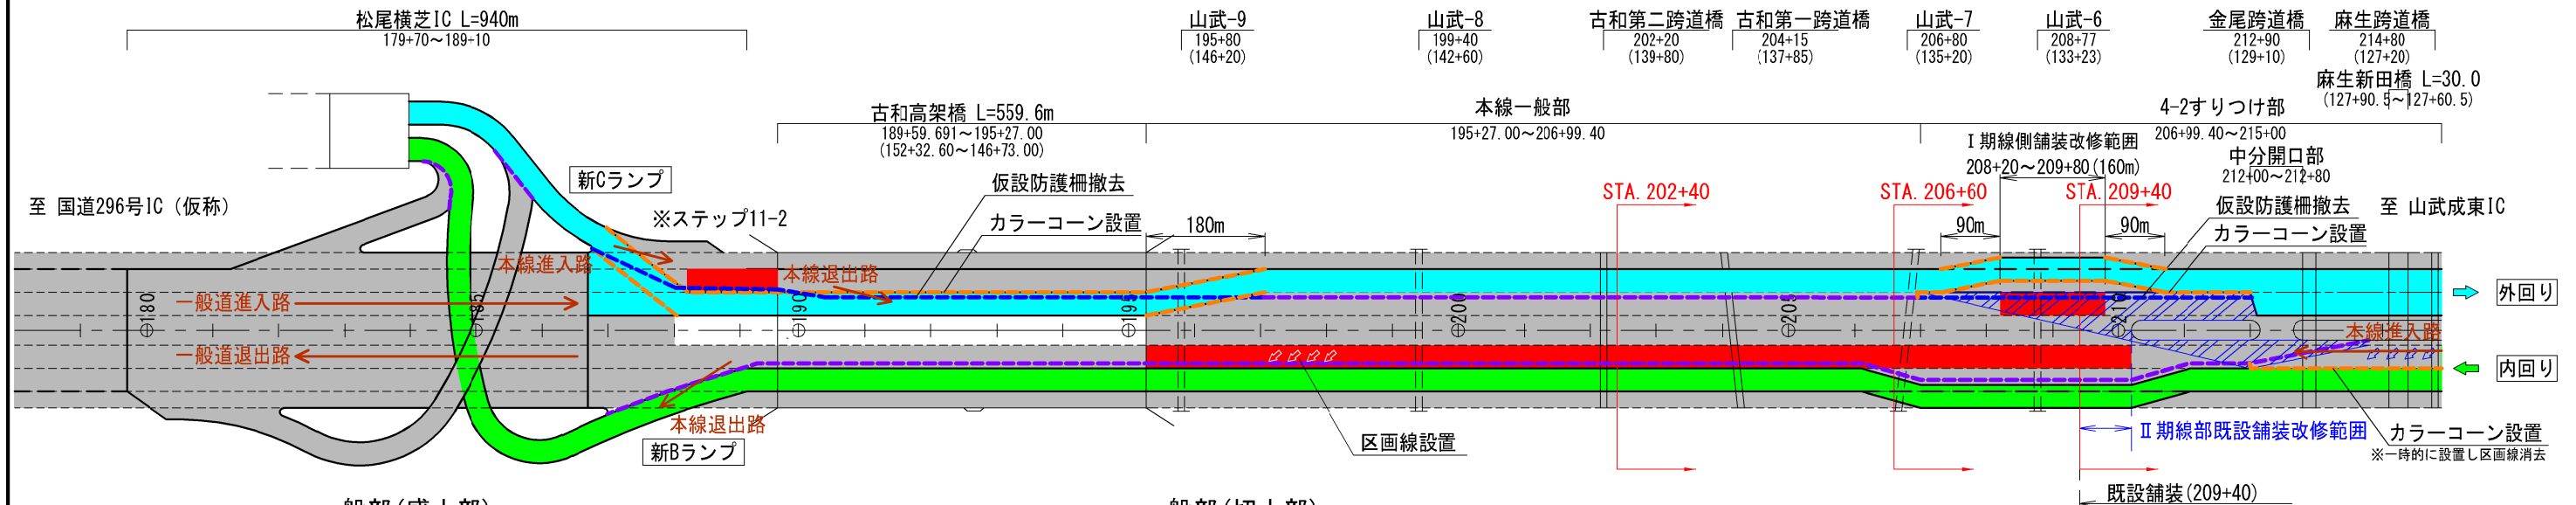 松尾横芝IC L=940m
179+70～189+10
山武-9
195+80
(146+20)
山武-8
199+40
(142+60)
古和第二跨道橋
202+20
(139+80)
古和第一跨道橋
204+15
(137+85)
山武-7
206+80
(135+20)
山武-6
208+77
(133+23)
金尾跨道橋
212+90
(129+10)
麻生跨道橋
214+80
(127+20)
麻生新田橋 L=30.0
(127+90.5～127+60.5)
古和高架橋 L=559.6m
189+59.691～195+27.00
(152+32.60～146+73.00)
本線一般部
195+27.00～206+99.40
4-2すりつけ部
206+99.40～215+00
Ⅰ期線側舗装改修範囲
208+20～209+80(160m)
中分開口部
212+00～212+80
新Cランプ
仮設防護柵撤去
カラーコーン設置
※ステップ11-2
至 国道296号IC（仮称）
STA. 202+40
STA. 206+60
STA. 209+40
仮設防護柵撤去
カラーコーン設置
至 山武成東IC
180m
90m
90m
本線進入路
本線退出路
一般道進入路
一般道退出路
180
185
190
195
200
205
210
外回り
本線進入路
内回り
本線退出路
新Bランプ
区画線設置
Ⅱ期線部既設舗装改修範囲
カラーコーン設置
※一時的に設置し区画線消去
既設舗装(209+40)